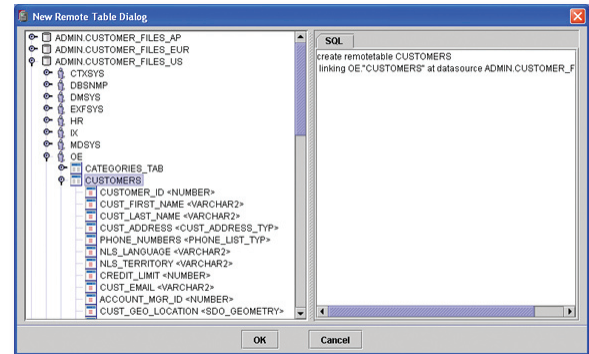 New Remote Table Dialog
ADMIN.CUSTOMER_FILES_AP
ADMIN.CUSTOMER_FILES_EUR
ADMIN.CUSTOMER_FILES_US
CTXSYS
DBSNMP
DMSYS
EXFSYS
HR
IX
MDSYS
OE
CATEGORIES_TAB
CUSTOMERS
CUSTOMER_ID <NUMBER>
CUST_FIRST_NAME <VARCHAR2>
CUST_LAST_NAME <VARCHAR2>
CUST_ADDRESS <CUST_ADDRESS_TYP>
PHONE_NUMBERS <PHONE_LIST_TYP>
NLS_LANGUAGE <VARCHAR2>
NLS_TERRITORY <VARCHAR2>
CREDIT_LIMIT <NUMBER>
CUST_EMAIL <VARCHAR2>
ACCOUNT_MGR_ID <NUMBER>
CUST_GEO_LOCATION <SDO_GEOMETRY>
SQL
create remotetable CUSTOMERS
linking OE."CUSTOMERS" at datasource ADMIN.CUSTOMER_F
OK Cancel